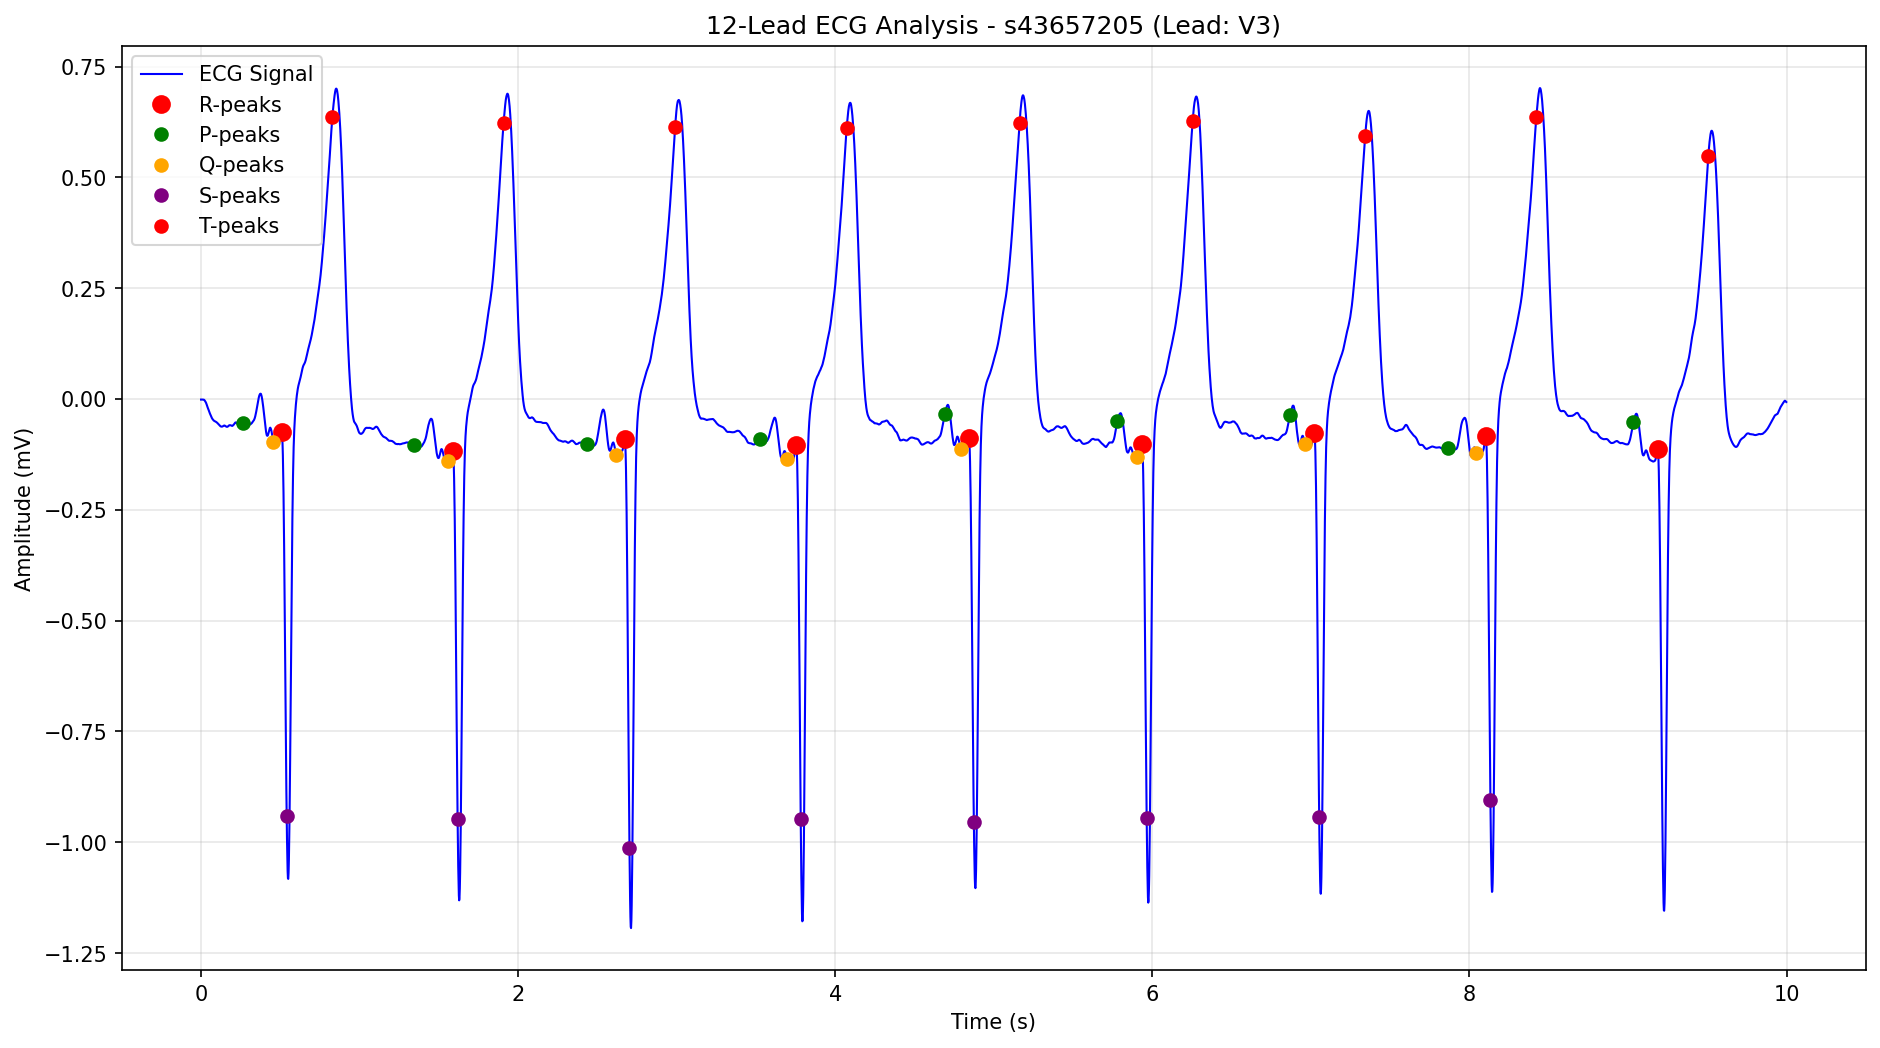 12-Lead ECG Analysis - s43657205 (Lead: V3)
ECG Signal
R-peaks
P-peaks
Q-peaks
S-peaks
T-peaks
0.75
0.50
0.25
0.00
−0.25
−0.50
−0.75
−1.00
−1.25
Amplitude (mV)
0 2 4 6 8 10
Time (s)